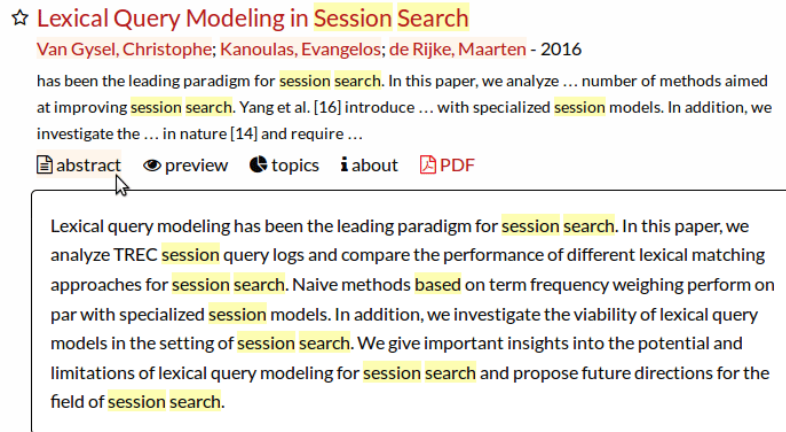 Lexical Query Modeling in Session Search
Van Gysel, Christophe; Kanoulas, Evangelos; de Rijke, Maarten - 2016
has been the leading paradigm for session search. In this paper, we analyze … number of methods aimed
at improving session search. Yang et al. [16] introduce … with specialized session models. In addition, we
investigate the … in nature [14] and require …
abstract preview topics about PDF
Lexical query modeling has been the leading paradigm for session search. In this paper, we
analyze TREC session query logs and compare the performance of different lexical matching
approaches for session search. Naive methods based on term frequency weighing perform on
par with specialized session models. In addition, we investigate the viability of lexical query
models in the setting of session search. We give important insights into the potential and
limitations of lexical query modeling for session search and propose future directions for the
field of session search.